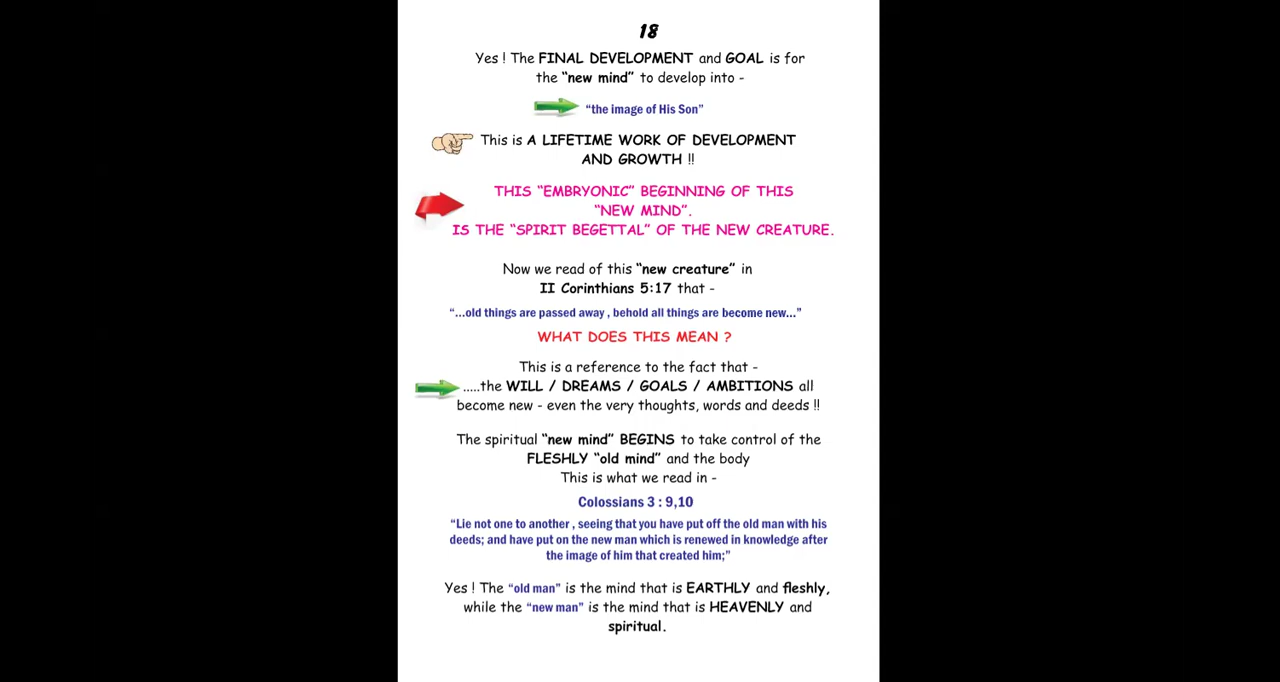 18
Yes ! The FINAL DEVELOPMENT and GOAL is for
the “new mind” to develop into -
“the image of His Son”
This is A LIFETIME WORK OF DEVELOPMENT
AND GROWTH !!
THIS “EMBRYONIC” BEGINNING OF THIS
“NEW MIND”.
IS THE “SPIRIT BEGETTAL” OF THE NEW CREATURE.
Now we read of this “new creature” in
II Corinthians 5:17 that -
“...old things are passed away , behold all things are become new...”
WHAT DOES THIS MEAN ?
This is a reference to the fact that -
.....the WILL / DREAMS / GOALS / AMBITIONS all
become new - even the very thoughts, words and deeds !!
The spiritual “new mind” BEGINS to take control of the
FLESHLY “old mind” and the body
This is what we read in -
Colossians 3 : 9,10
“Lie not one to another , seeing that you have put off the old man with his
deeds; and have put on the new man which is renewed in knowledge after
the image of him that created him;”
Yes ! The “old man” is the mind that is EARTHLY and fleshly,
while the “new man” is the mind that is HEAVENLY and
spiritual.